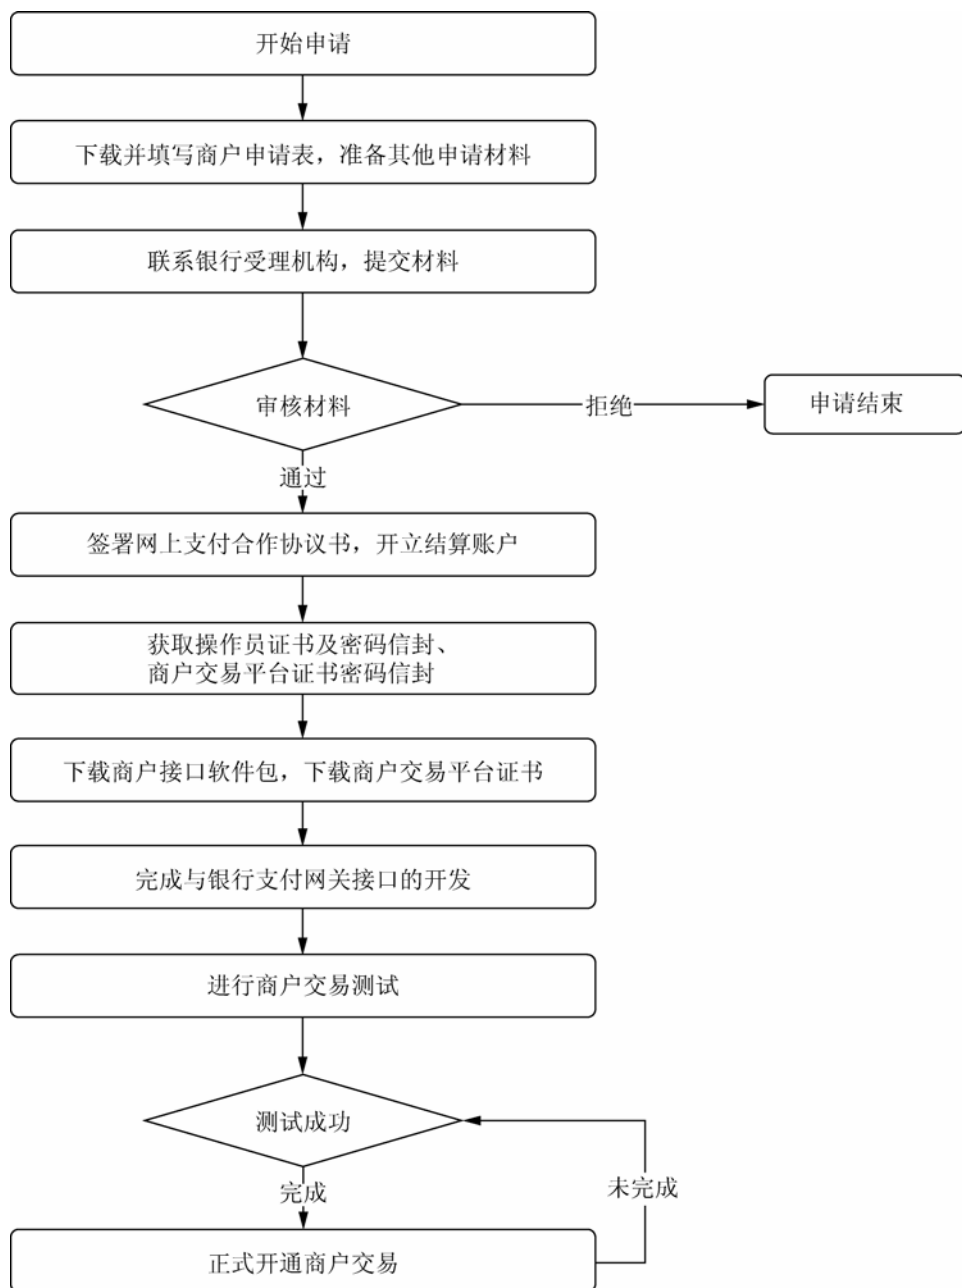 开始申请
下载并填写商户申请表，准备其他申请材料
联系银行受理机构，提交材料
审核材料
拒绝
申请结束
通过
签署网上支付合作协议书，开立结算账户
获取操作员证书及密码信封、
商户交易平台证书密码信封
下载商户接口软件包，下载商户交易平台证书
完成与银行支付网关接口的开发
进行商户交易测试
测试成功
完成
未完成
正式开通商户交易